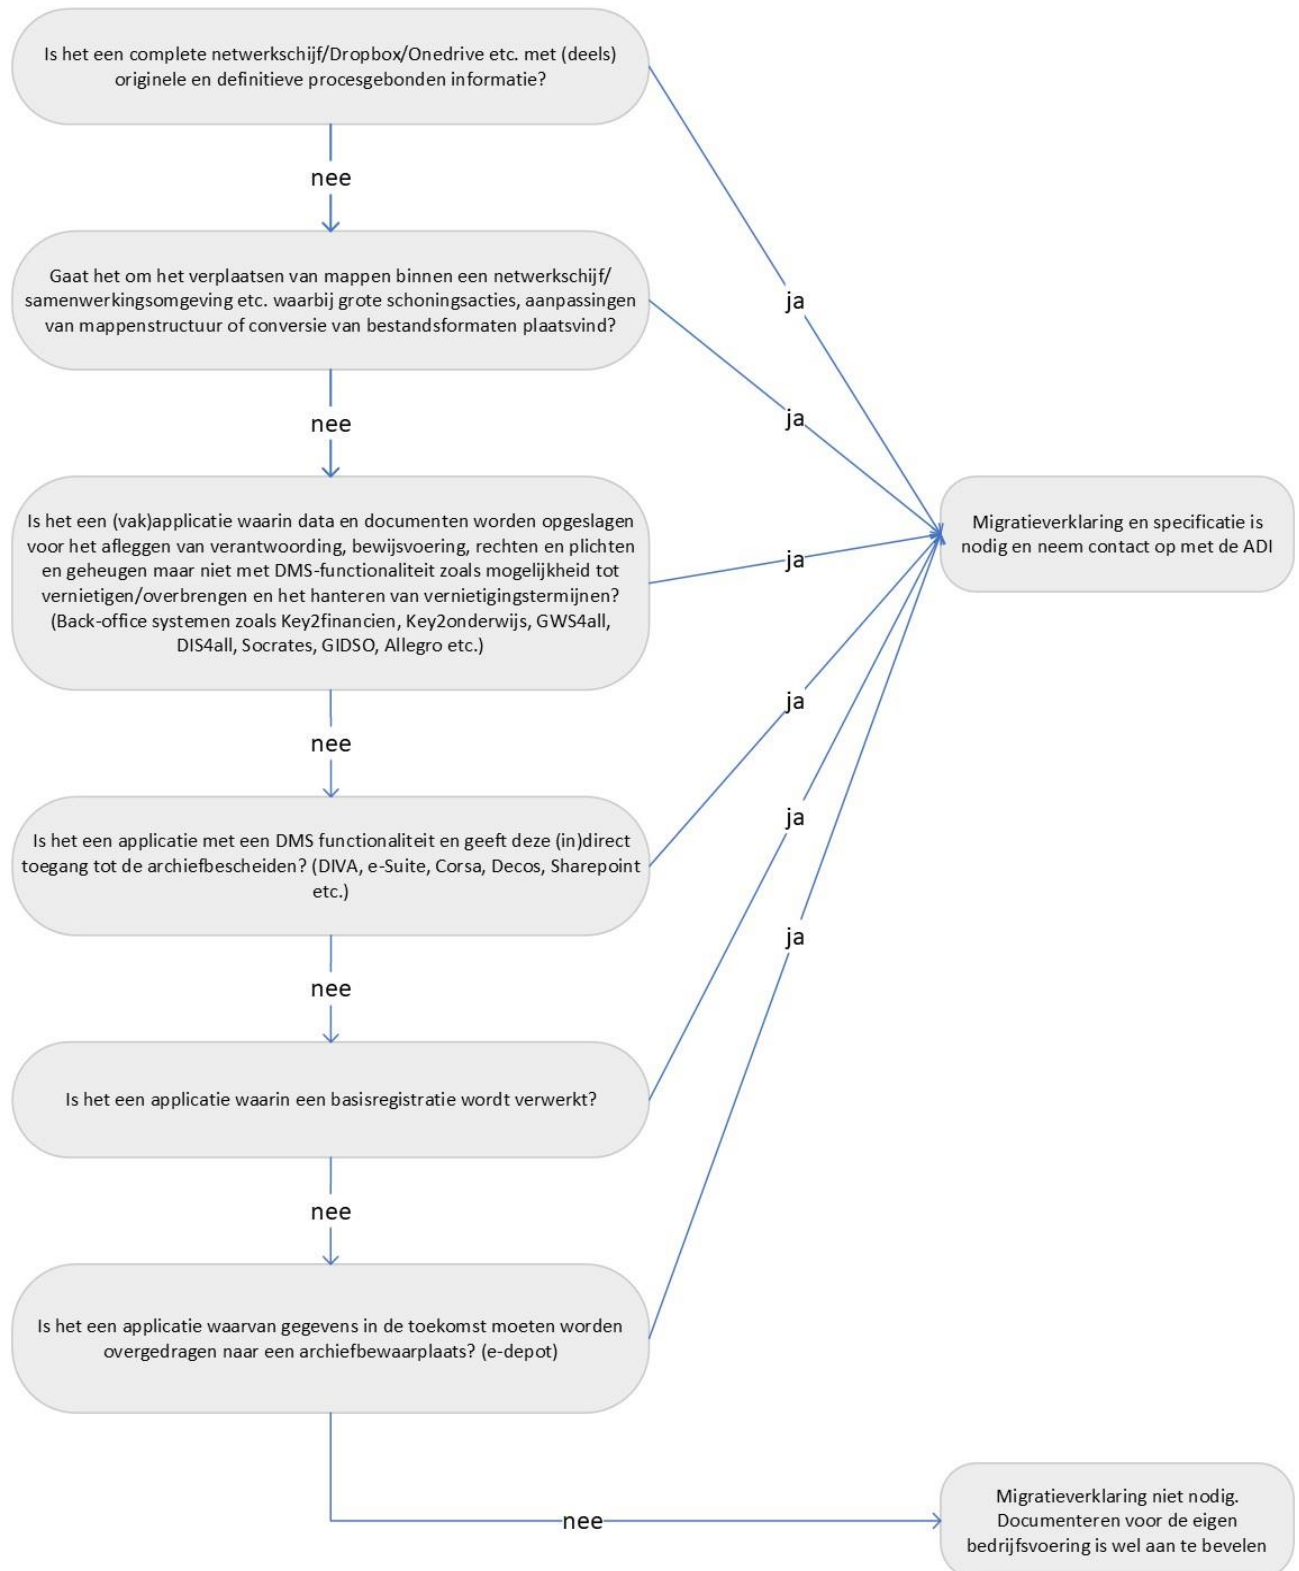 Is het een complete netwerkschijf/Dropbox/Onedrive etc. met (deels)
originele en definitieve procesgebonden informatie?
nee
Gaat het om het verplaatsen van mappen binnen een netwerkschijf/
samenwerkingsomgeving etc. waarbij grote schoningsacties, aanpassingen
van mappenstructuur of conversie van bestandsformaten plaatsvind?
ja
ja
nee
Is het een (vak)applicatie waarin data en documenten worden opgeslagen
voor het afleggen van verantwoording, bewijsvoering, rechten en plichten
en geheugen maar niet met DMS-functionaliteit zoals mogelijkheid tot
vernietigen/overbrengen en het hanteren van vernietigingstermijnen?
(Back-office systemen zoals Key2financien, Key2onderwijs, GWS4all,
DIS4all, Socrates, GIDSO, Allegro etc.)
ja
Migratieverklaring en specificatie is
nodig en neem contact op met de ADI
nee
ja
Is het een applicatie met een DMS functionaliteit en geeft deze (in)direct
toegang tot de archiefbescheiden? (DIVA, e-Suite, Corsa, Decos, Sharepoint
etc.)
ja
nee
ja
Is het een applicatie waarin een basisregistratie wordt verwerkt?
nee
Is het een applicatie waarvan gegevens in de toekomst moeten worden
overgedragen naar een archiefbewaarplaats? (e-depot)
nee
Migratieverklaring niet nodig.
Documenteren voor de eigen
bedrijfsvoering is wel aan te bevelen